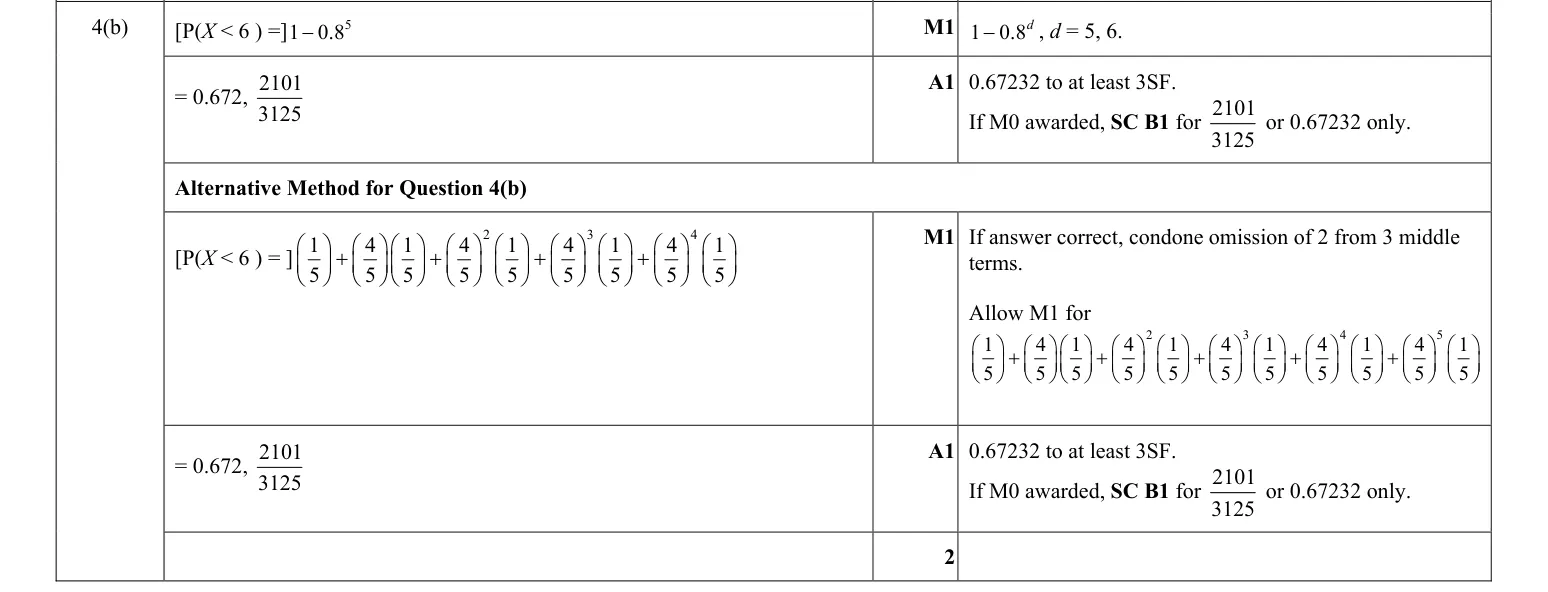 4(b) [P(X < 6 ) =] 1 − 0.8⁵ M1 1 − 0.8ᵈ , d = 5, 6.
= 0.672, 2101/3125 A1 0.67232 to at least 3SF.
If M0 awarded, SC B1 for 2101/3125 or 0.67232 only.
Alternative Method for Question 4(b)
[P(X < 6 ) = ] (1/5) + (4/5)(1/5) + (4/5)²(1/5) + (4/5)³(1/5) + (4/5)⁴(1/5) M1 If answer correct, condone omission of 2 from 3 middle
terms.
Allow M1 for
(1/5) + (4/5)(1/5) + (4/5)²(1/5) + (4/5)³(1/5) + (4/5)⁴(1/5) + (4/5)⁵(1/5)
= 0.672, 2101/3125 A1 0.67232 to at least 3SF.
If M0 awarded, SC B1 for 2101/3125 or 0.67232 only.
2